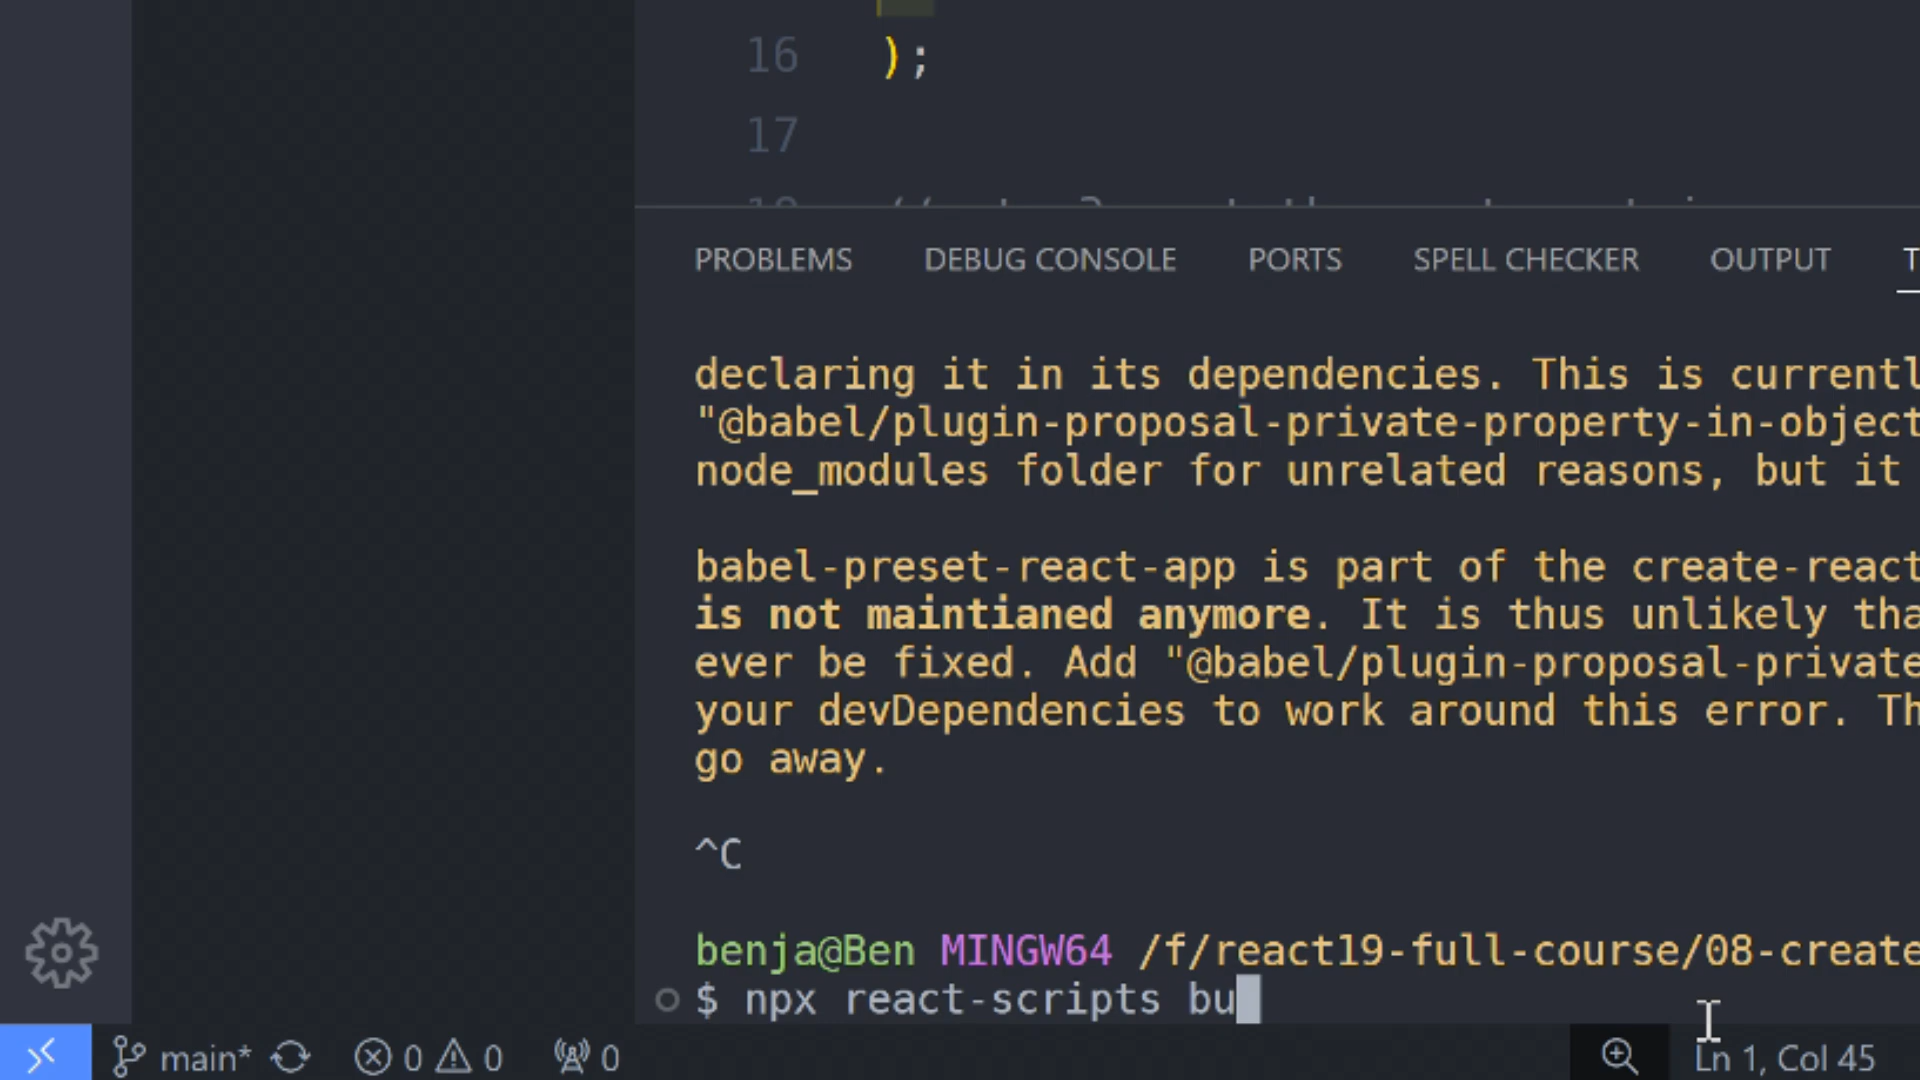 16 );
17
PROBLEMS DEBUG CONSOLE PORTS SPELL CHECKER OUTPUT
declaring it in its dependencies. This is currentl
"@babel/plugin-proposal-private-property-in-object
node_modules folder for unrelated reasons, but it
babel-preset-react-app is part of the create-react
is not maintianed anymore. It is thus unlikely tha
ever be fixed. Add "@babel/plugin-proposal-private
your devDependencies to work around this error. Th
go away.
^C
benja@Ben MINGW64 /f/react19-full-course/08-create
$ npx react-scripts bu
main* 0 0 0 Ln 1, Col 45